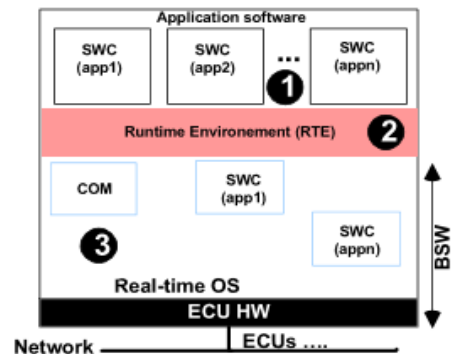 Application software
SWC
(app1)
SWC
(app2)
...
SWC
(appn)
1
Runtime Environement (RTE)
2
COM
SWC
(app1)
SWC
(appn)
3
BSW
Real-time OS
ECU HW
Network
ECUs ....